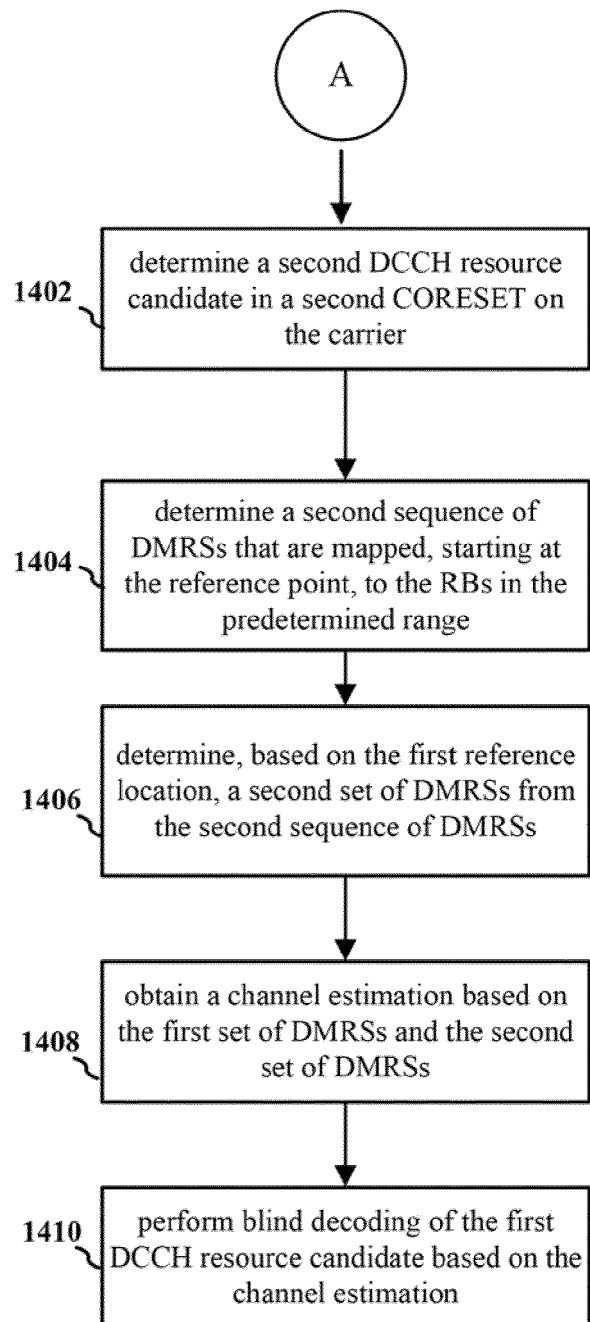 A
1402
determine a second DCCH resource
candidate in a second CORESET on
the carrier
1404
determine a second sequence of
DMRSs that are mapped, starting at
the reference point, to the RBs in the
predetermined range
1406
determine, based on the first reference
location, a second set of DMRSs from
the second sequence of DMRSs
1408
obtain a channel estimation based on
the first set of DMRSs and the second
set of DMRSs
1410
perform blind decoding of the first
DCCH resource candidate based on the
channel estimation